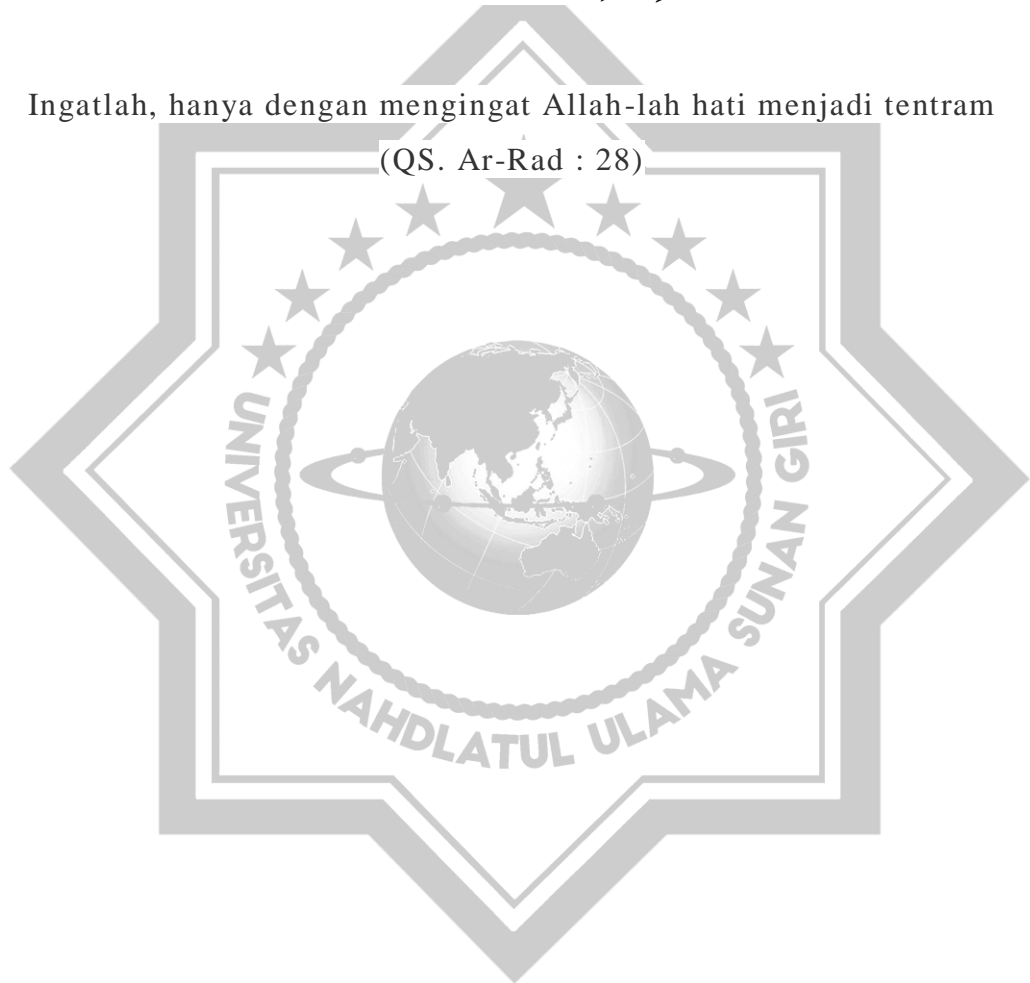 Ingatlah, hanya dengan mengingat Allah-lah hati menjadi tentram
(QS. Ar-Rad : 28)
UNIVERSITAS NAHDLATUL ULAMA SUNAN GIRI